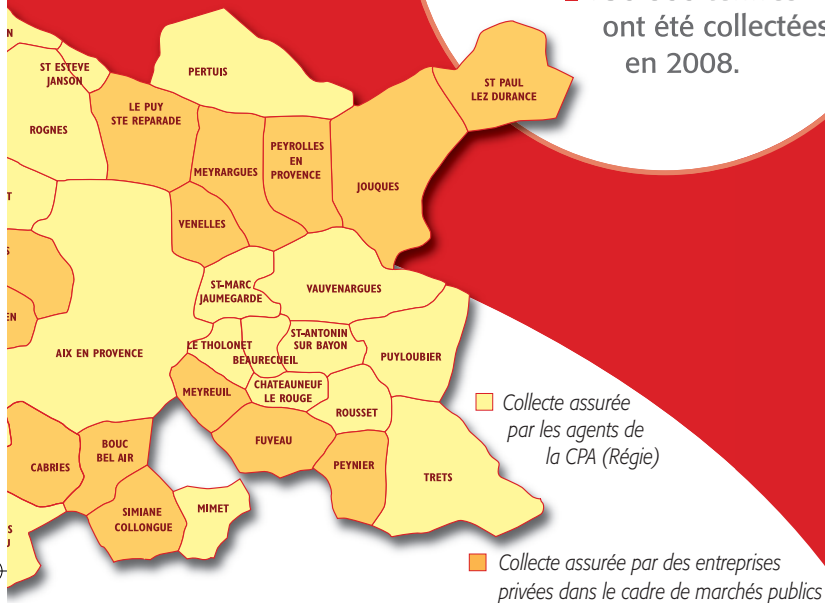 ont été collectées
en 2008.
ST ESTEVE
JANSON
PERTUIS
ST PAUL
LEZ DURANCE
LE PUY
STE REPARADE
ROGNES
PEYROLLES
EN
PROVENCE
MEYRARGUES
JOUQUES
VENELLES
ST-MARC
JAUMEGARDE
VAUVENARGUES
ST-ANTONIN
SUR BAYON
LE THOLONET
BEAURECUEIL
AIX EN PROVENCE
PUYLOUBIER
CHATEAUNEUF
LE ROUGE
MEYREUIL
ROUSSET
Collecte assurée
par les agents de
la CPA (Régie)
BOUC
BEL AIR
FUVEAU
CABRIES
PEYNIER
TRETS
SIMIANE
COLLONGUE
MIMET
Collecte assurée par des entreprises
privées dans le cadre de marchés publics